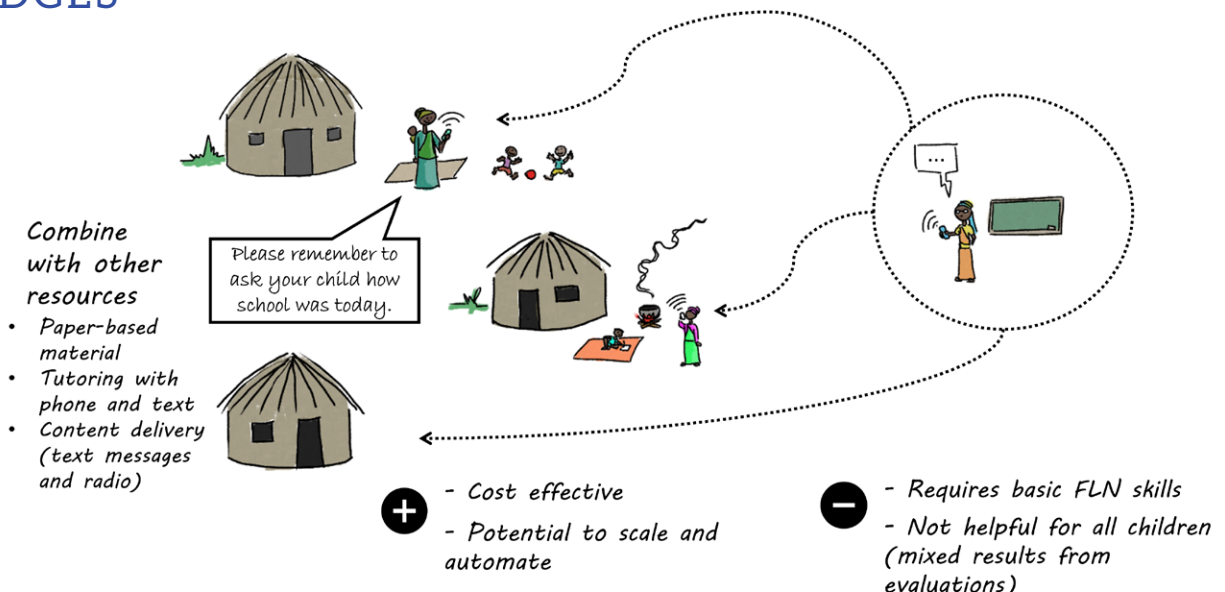 Combine
with other
resources
• Paper-based
material
• Tutoring with
phone and text
• Content delivery
(text messages
and radio)
Please remember to
ask your child how
school was today.
...
+
- Cost effective
- Potential to scale and
automate
−
- Requires basic FLN skills
- Not helpful for all children
(mixed results from
evaluations)